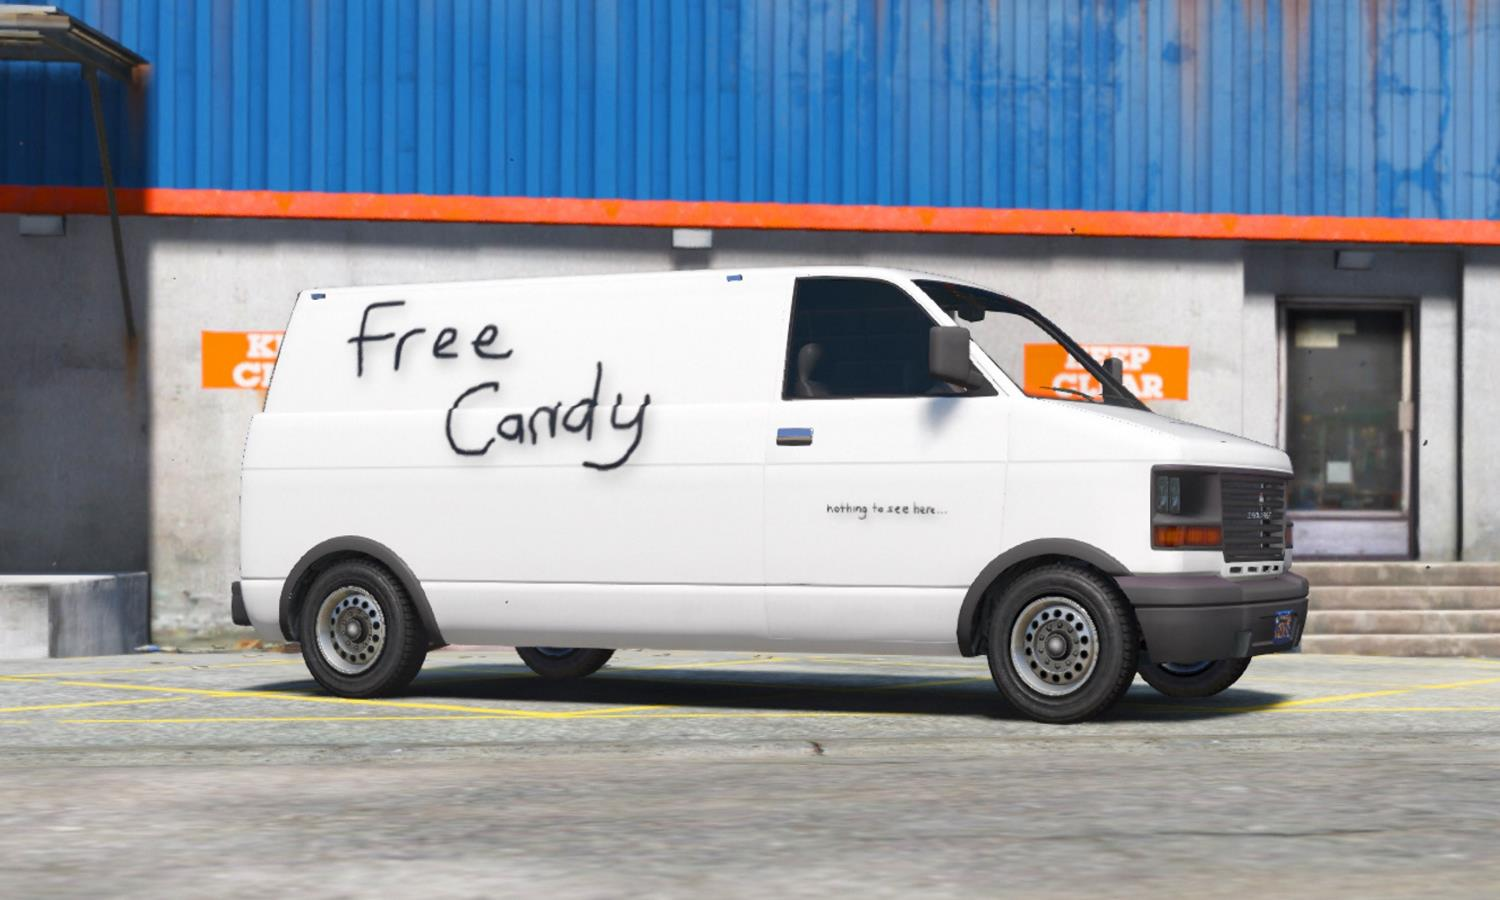 Free
Candy
nothing to see here...
KEEP
CLEAR